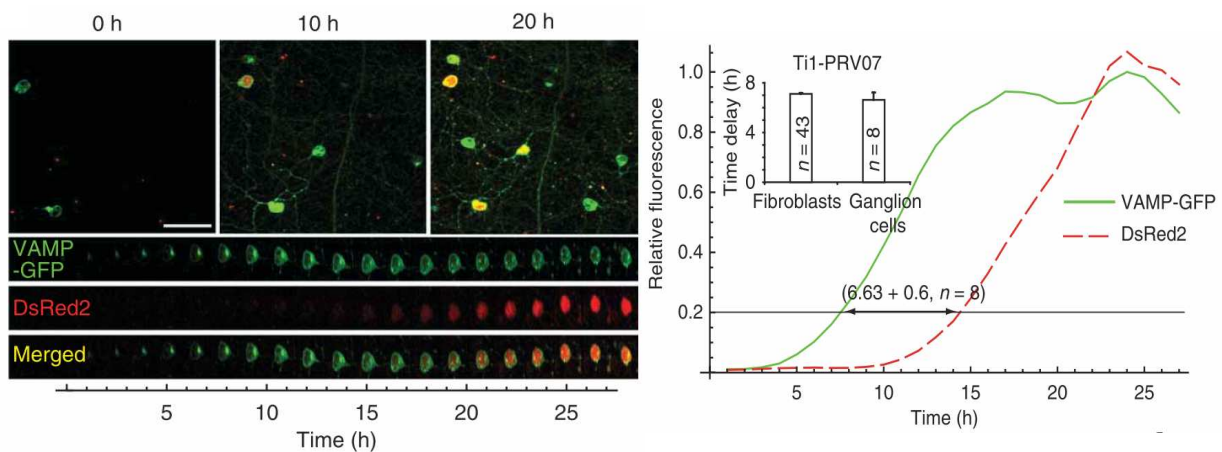 0 h 10 h 20 h
VAMP
-GFP
DsRed2
Merged
5 10 15 20 25
Time (h)
Relative fluorescence
1.0
0.8
0.6
0.4
0.2
0
Ti1-PRV07
Time delay (h)
8
4
0
n = 43
n = 8
Fibroblasts Ganglion
cells
VAMP-GFP
DsRed2
(6.63 + 0.6, n = 8)
0 5 10 15 20 25
Time (h)